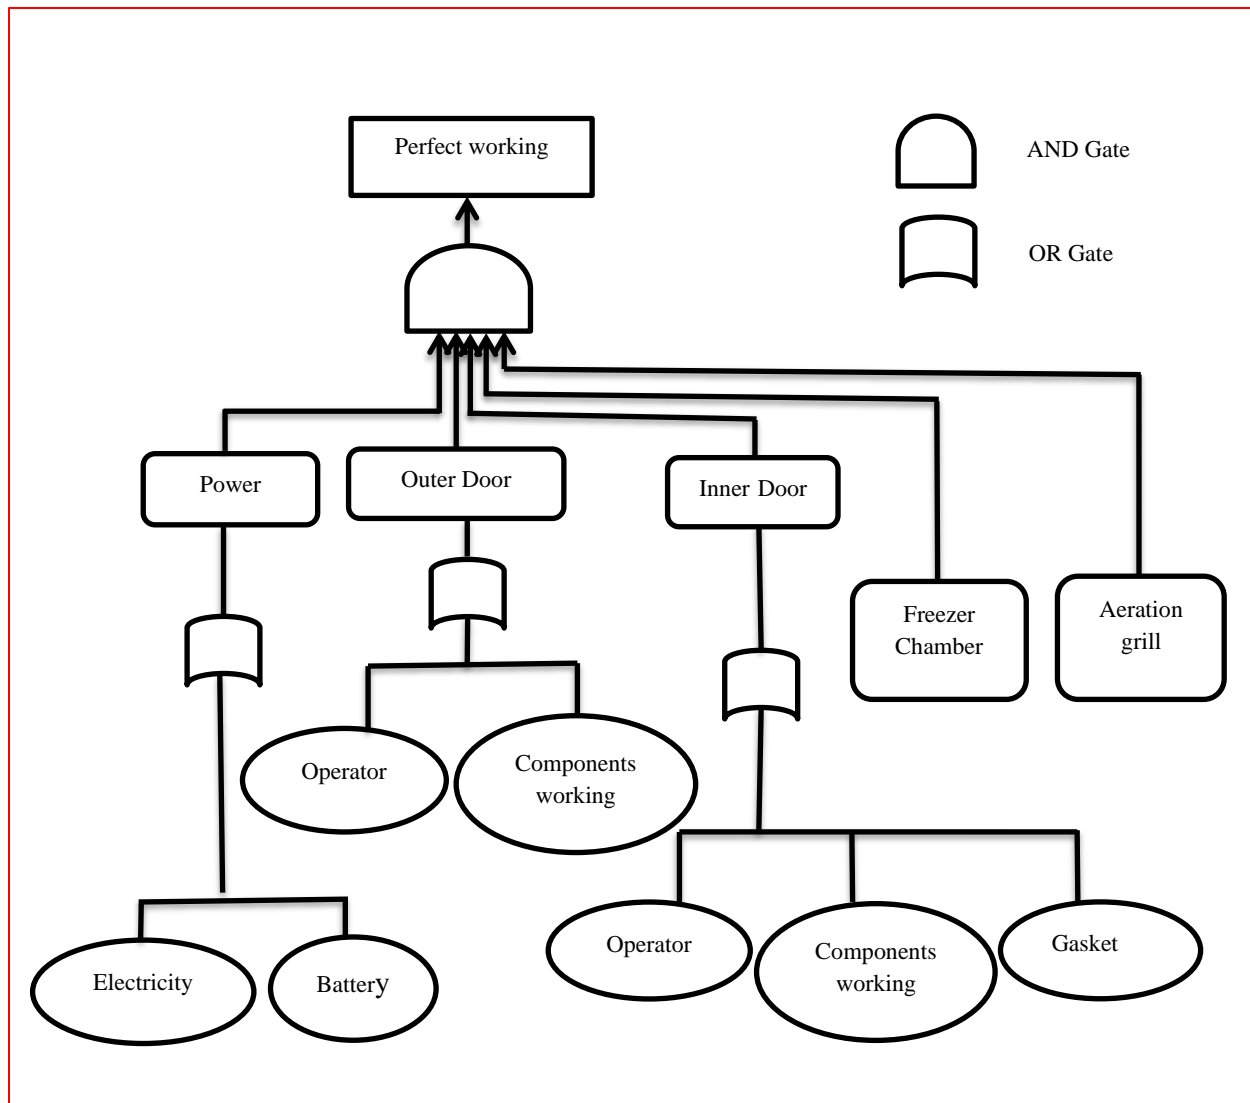 Perfect working
AND Gate
OR Gate
Power
Outer Door
Inner Door
Freezer
Chamber
Aeration
grill
Operator
Components
working
Electricity
Battery
Operator
Components
working
Gasket